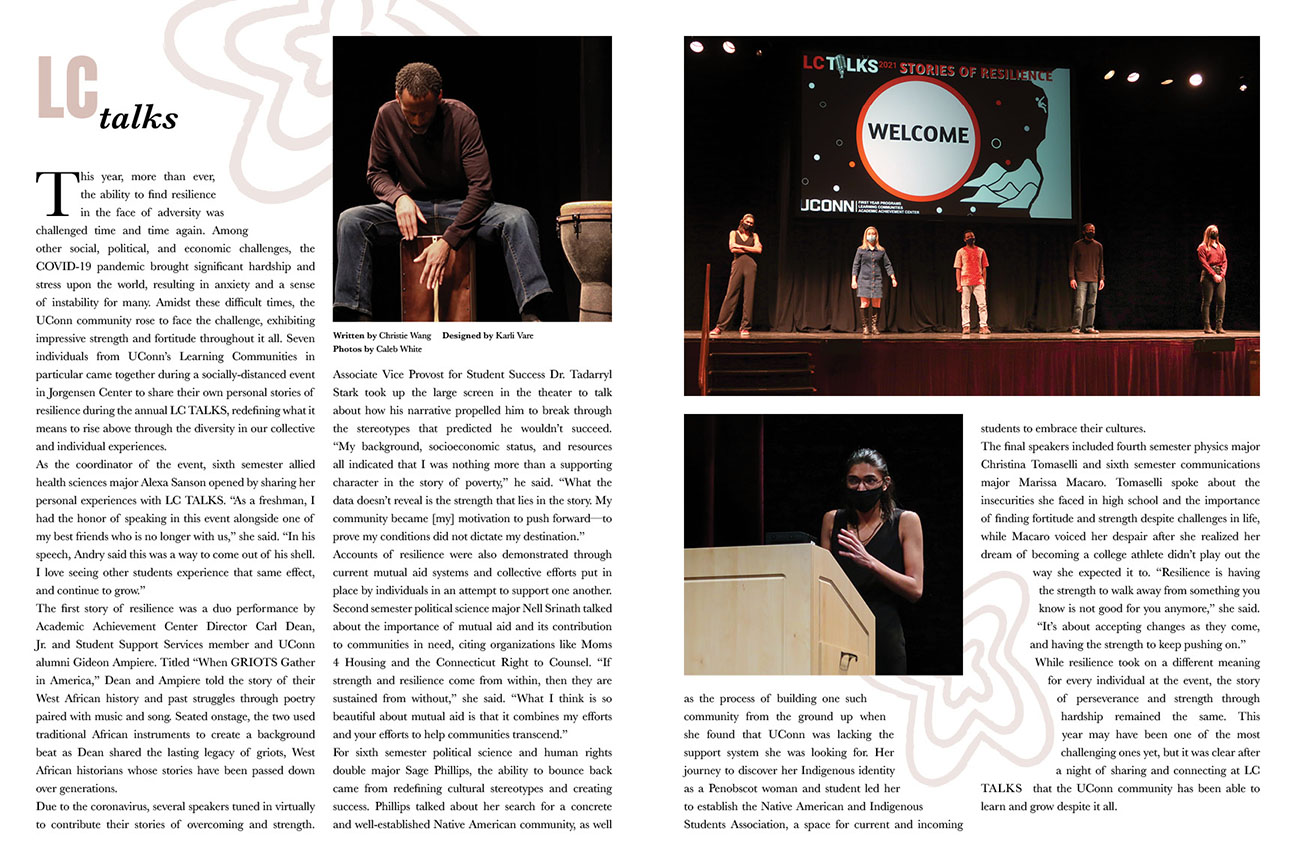 LC
talks
This year, more than ever,
the ability to find resilience
in the face of adversity was
challenged time and time again. Among
other social, political, and economic challenges, the
COVID-19 pandemic brought significant hardship and
stress upon the world, resulting in anxiety and a sense
of instability for many. Amidst these difficult times, the
UConn community rose to face the challenge, exhibiting
impressive strength and fortitude throughout it all. Seven
individuals from UConn's Learning Communities in
particular came together during a socially-distanced event
in Jorgensen Center to share their own personal stories of
resilience during the annual LC TALKS, redefining what it
means to rise above through the diversity in our collective
and individual experiences.
As the coordinator of the event, sixth semester allied
health sciences major Alexa Sanson opened by sharing her
personal experiences with LC TALKS. “As a freshman, I
had the honor of speaking in this event alongside one of
my best friends who is no longer with us,” she said. “In his
speech, Andry said this was a way to come out of his shell.
I love seeing other students experience that same effect,
and continue to grow.”
The first story of resilience was a duo performance by
Academic Achievement Center Director Carl Dean,
Jr. and Student Support Services member and UConn
alumni Gideon Ampiere. Titled “When GRIOTS Gather
in America,” Dean and Ampiere told the story of their
West African history and past struggles through poetry
paired with music and song. Seated onstage, the two used
traditional African instruments to create a background
beat as Dean shared the lasting legacy of griots, West
African historians whose stories have been passed down
over generations.
Due to the coronavirus, several speakers tuned in virtually
to contribute their stories of overcoming and strength.
Written by Christie Wang Designed by Karli Vare
Photos by Caleb White
Associate Vice Provost for Student Success Dr. Tadarryl
Stark took up the large screen in the theater to talk
about how his narrative propelled him to break through
the stereotypes that predicted he wouldn't succeed.
“My background, socioeconomic status, and resources
all indicated that I was nothing more than a supporting
character in the story of poverty,” he said. “What the
data doesn't reveal is the strength that lies in the story. My
community became [my] motivation to push forward—to
prove my conditions did not dictate my destination.”
Accounts of resilience were also demonstrated through
current mutual aid systems and collective efforts put in
place by individuals in an attempt to support one another.
Second semester political science major Nell Srinath talked
about the importance of mutual aid and its contribution
to communities in need, citing organizations like Moms
4 Housing and the Connecticut Right to Counsel. “If
strength and resilience come from within, then they are
sustained from without,” she said. “What I think is so
beautiful about mutual aid is that it combines my efforts
and your efforts to help communities transcend.”
For sixth semester political science and human rights
double major Sage Phillips, the ability to bounce back
came from redefining cultural stereotypes and creating
success. Phillips talked about her search for a concrete
and well-established Native American community, as well
LC TALKS 2021 STORIES OF RESILIENCE
WELCOME
UCONN
FIRST YEAR PROGRAMS
LEARNING COMMUNITIES
ACADEMIC ACHIEVEMENT CENTER
as the process of building one such
community from the ground up when
she found that UConn was lacking the
support system she was looking for. Her
journey to discover her Indigenous identity
as a Penobscot woman and student led her
to establish the Native American and Indigenous
Students Association, a space for current and incoming
students to embrace their cultures.
The final speakers included fourth semester physics major
Christina Tomaselli and sixth semester communications
major Marissa Macaro. Tomaselli spoke about the
insecurities she faced in high school and the importance
of finding fortitude and strength despite challenges in life,
while Macaro voiced her despair after she realized her
dream of becoming a college athlete didn't play out the
way she expected it to. “Resilience is having
the strength to walk away from something you
know is not good for you anymore,” she said.
“It's about accepting changes as they come,
and having the strength to keep pushing on.”
While resilience took on a different meaning
for every individual at the event, the story
of perseverance and strength through
hardship remained the same. This
year may have been one of the most
challenging ones yet, but it was clear after
a night of sharing and connecting at LC
TALKS that the UConn community has been able to
learn and grow despite it all.